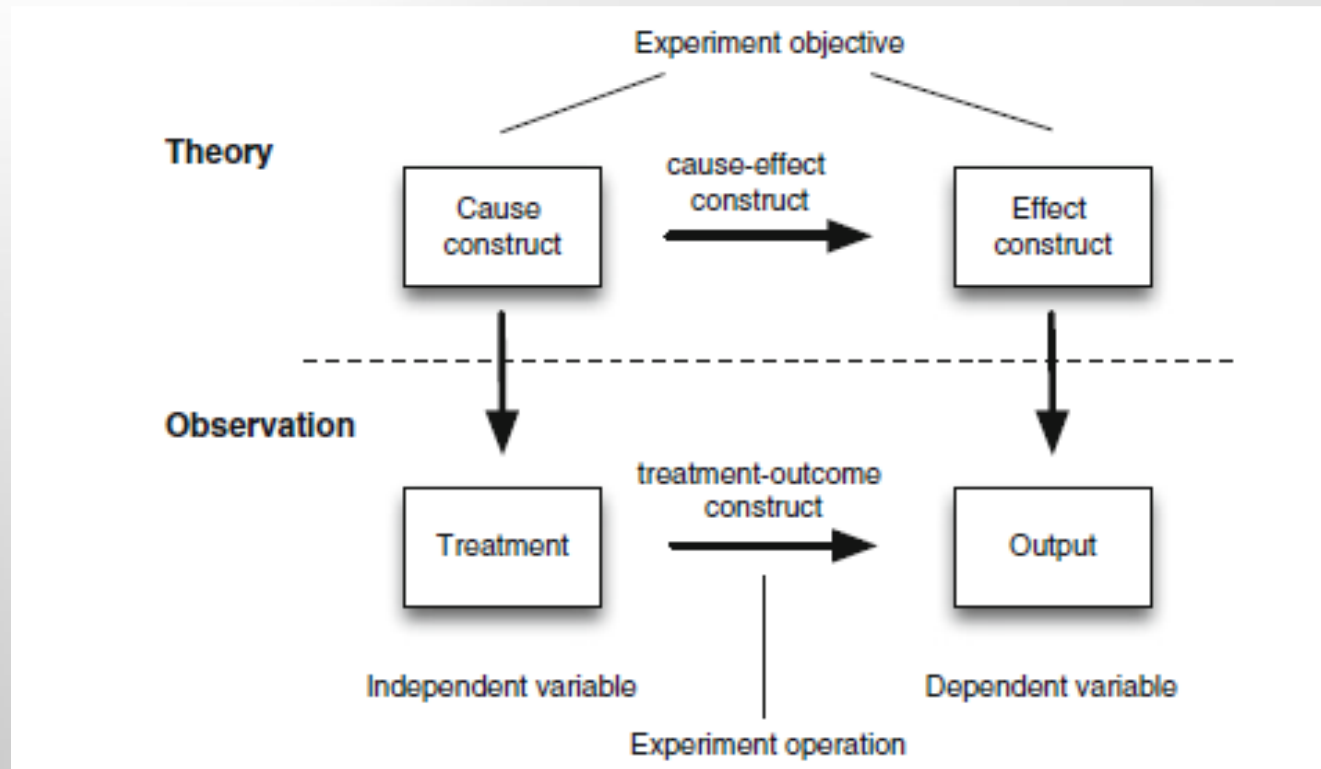 Experiment objective
Theory
cause-effect
construct
Cause
construct
Effect
construct
Observation
treatment-outcome
construct
Treatment
Output
Independent variable
Dependent variable
Experiment operation